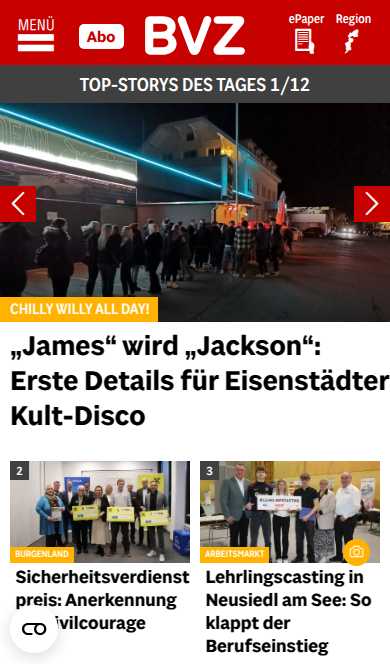 MENÜ
Abo
BVZ
ePaper
Region
TOP-STORYS DES TAGES 1/12
CHILLY WILLY ALL DAY!
„James“ wird „Jackson“:
Erste Details für Eisenstädter
Kult-Disco
2
BURGENLAND
Sicherheitsverdienst
preis: Anerkennung
ivilcourage
3
ARBEITSMARKT
Lehrlingscasting in
Neusiedl am See: So
klappt der
Berufseinstieg